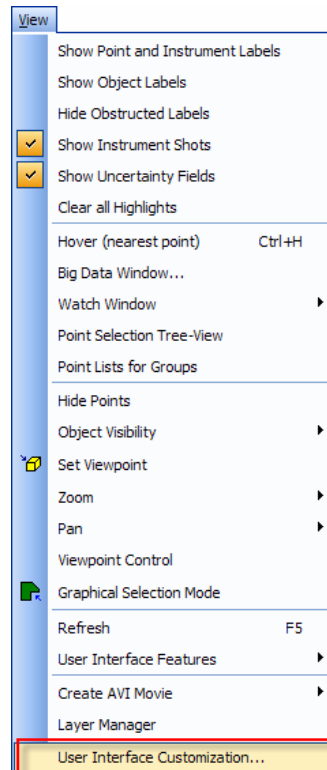 View
Show Point and Instrument Labels
Show Object Labels
Hide Obstructed Labels
Show Instrument Shots
Show Uncertainty Fields
Clear all Highlights
Hover (nearest point) Ctrl+H
Big Data Window...
Watch Window
Point Selection Tree-View
Point Lists for Groups
Hide Points
Object Visibility
Set Viewpoint
Zoom
Pan
Viewpoint Control
Graphical Selection Mode
Refresh F5
User Interface Features
Create AVI Movie
Layer Manager
User Interface Customization...